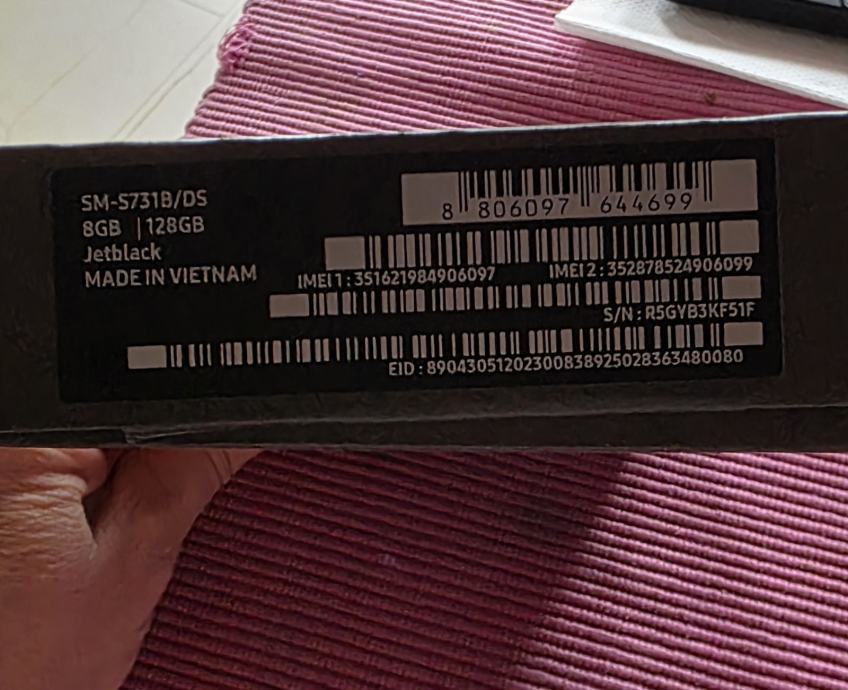 SM-S731B/DS
8GB | 128GB
Jetblack
MADE IN VIETNAM
8 806097 644699
IMEI 1 : 351621984906097 IMEI 2 : 352878524906099
S/N : R5GYB3KF51F
EID : 89043051202300838925028363480080